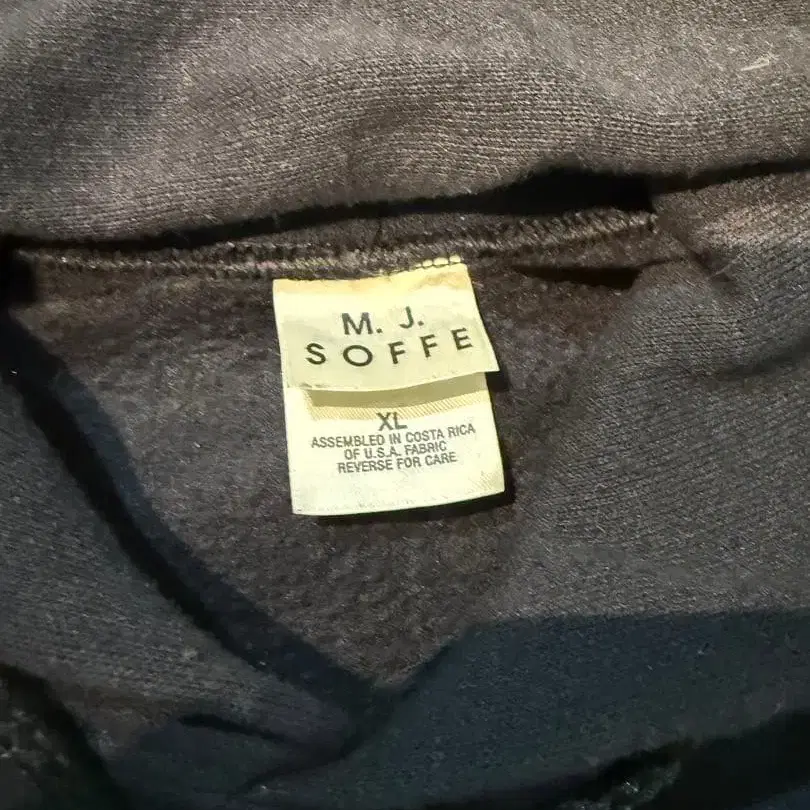 M. J.
SOFFE
XL
ASSEMBLED IN COSTA RICA
OF U.S.A. FABRIC
REVERSE FOR CARE